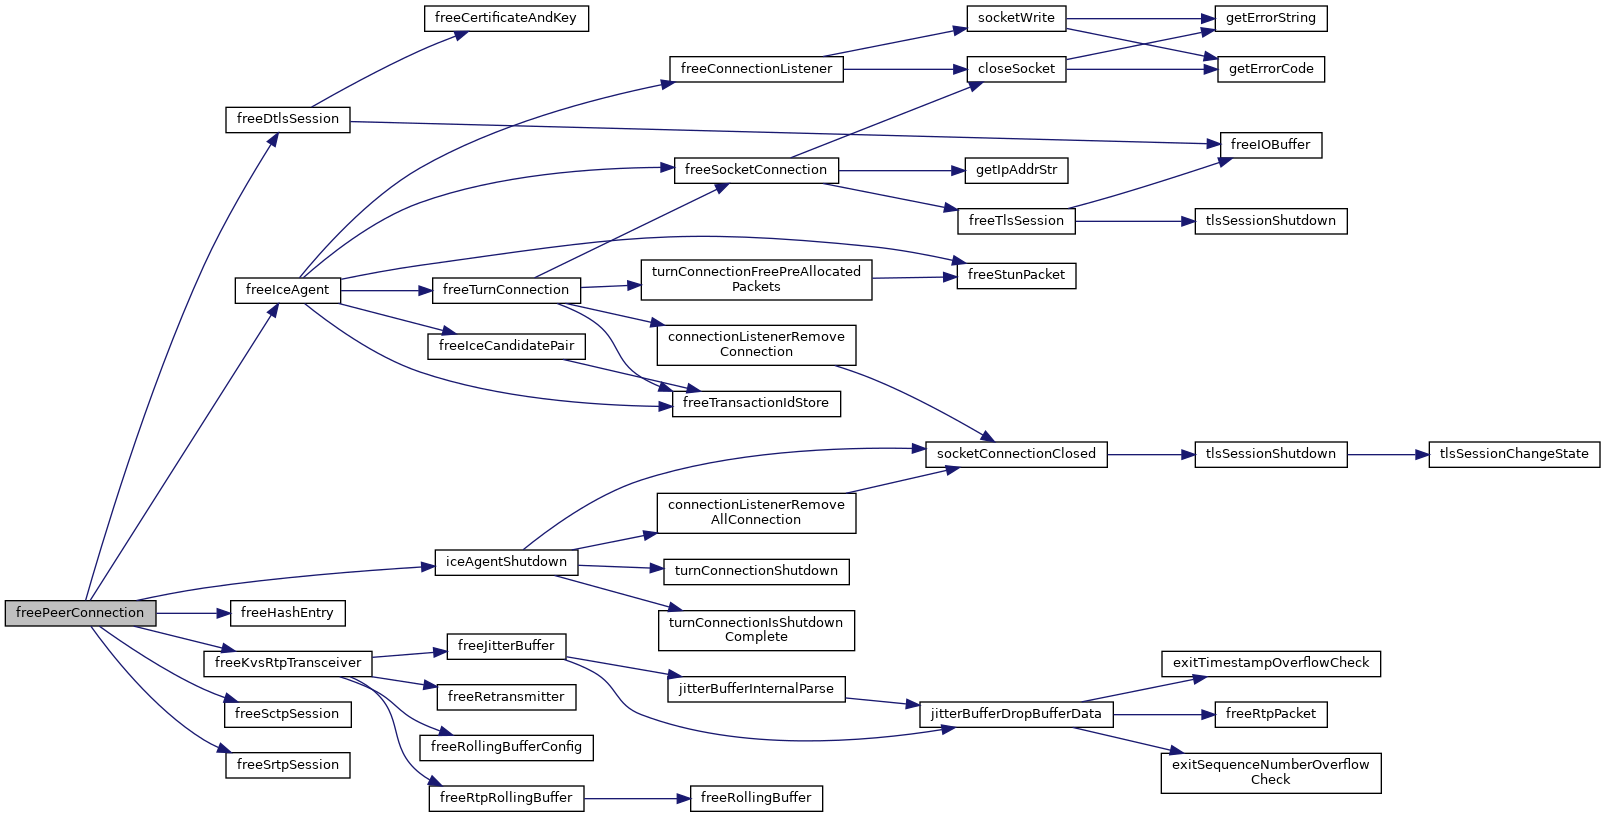 freeCertificateAndKey
socketWrite
getErrorString
freeConnectionListener
closeSocket
getErrorCode
freeDtlsSession
freeIOBuffer
freeSocketConnection
getIpAddrStr
freeTlsSession
tlsSessionShutdown
freeIceAgent
freeTurnConnection
turnConnectionFreePreAllocated
Packets
freeStunPacket
connectionListenerRemove
Connection
freeIceCandidatePair
freeTransactionIdStore
socketConnectionClosed
tlsSessionShutdown
tlsSessionChangeState
connectionListenerRemove
AllConnection
iceAgentShutdown
turnConnectionShutdown
freePeerConnection
freeHashEntry
turnConnectionIsShutdown
Complete
freeKvsRtpTransceiver
freeJitterBuffer
exitTimestampOverflowCheck
freeRetransmitter
jitterBufferInternalParse
freeSctpSession
jitterBufferDropBufferData
freeRtpPacket
freeRollingBufferConfig
freeSrtpSession
exitSequenceNumberOverflow
Check
freeRtpRollingBuffer
freeRollingBuffer